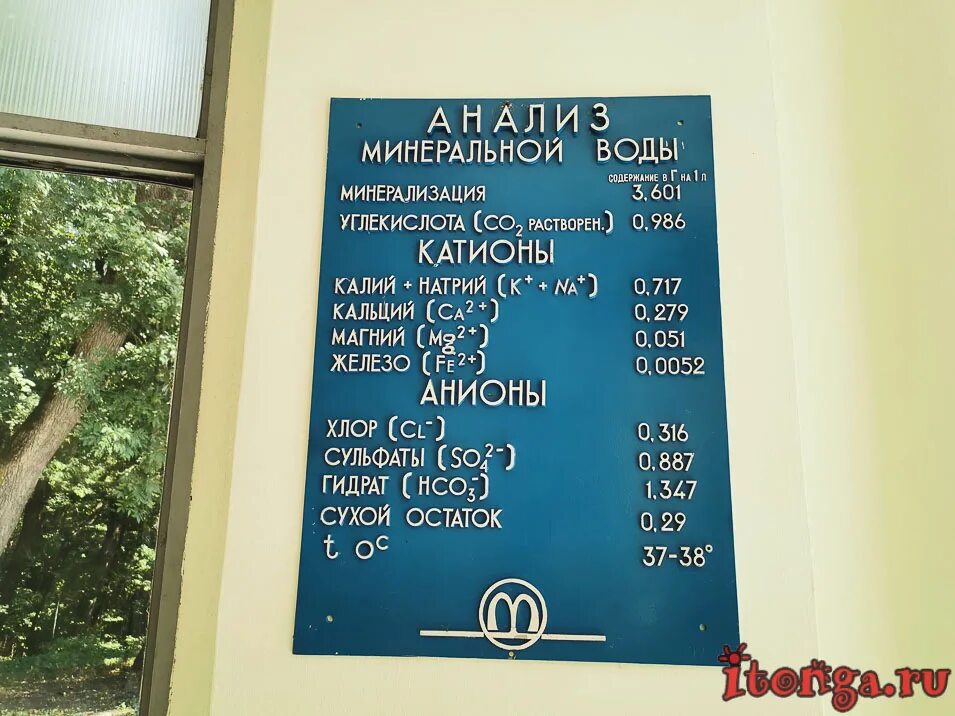 АНАЛИЗ
МИНЕРАЛЬНОЙ ВОДЫ
СОДЕРЖАНИЕ В Г НА 1 Л
МИНЕРАЛИЗАЦИЯ 3,601
УГЛЕКИСЛОТА (CO₂ РАСТВОРЕН.) 0,986
КАТИОНЫ
КАЛИЙ + НАТРИЙ (K⁺ + NA⁺) 0,717
КАЛЬЦИЙ (CA²⁺) 0,279
МАГНИЙ (Mg²⁺) 0,051
ЖЕЛЕЗО (FE²⁺) 0,0052
АНИОНЫ
ХЛОР (CL⁻) 0,316
СУЛЬФАТЫ (SO₄²⁻) 0,887
ГИДРАТ (HCO₃⁻) 1,347
СУХОЙ ОСТАТОК 0,29
t OC 37-38°
itonga.ru